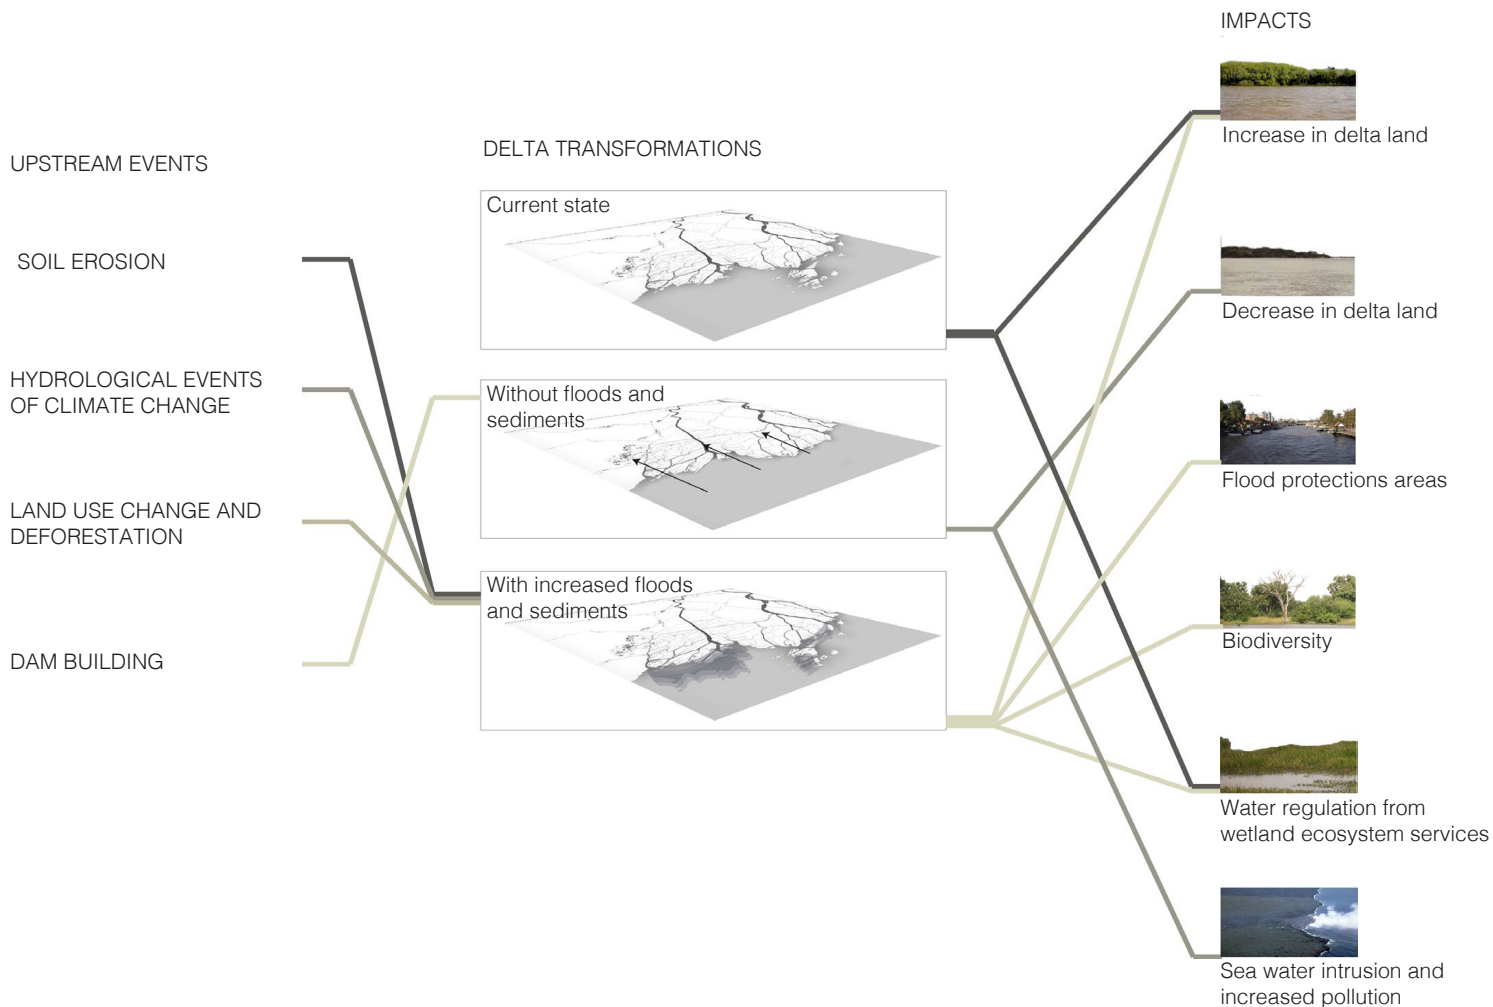 UPSTREAM EVENTS
SOIL EROSION
HYDROLOGICAL EVENTS
OF CLIMATE CHANGE
LAND USE CHANGE AND
DEFORESTATION
DAM BUILDING
DELTA TRANSFORMATIONS
Current state
Without floods and
sediments
With increased floods
and sediments
IMPACTS
Increase in delta land
Decrease in delta land
Flood protections areas
Biodiversity
Water regulation from
wetland ecosystem services
Sea water intrusion and
increased pollution